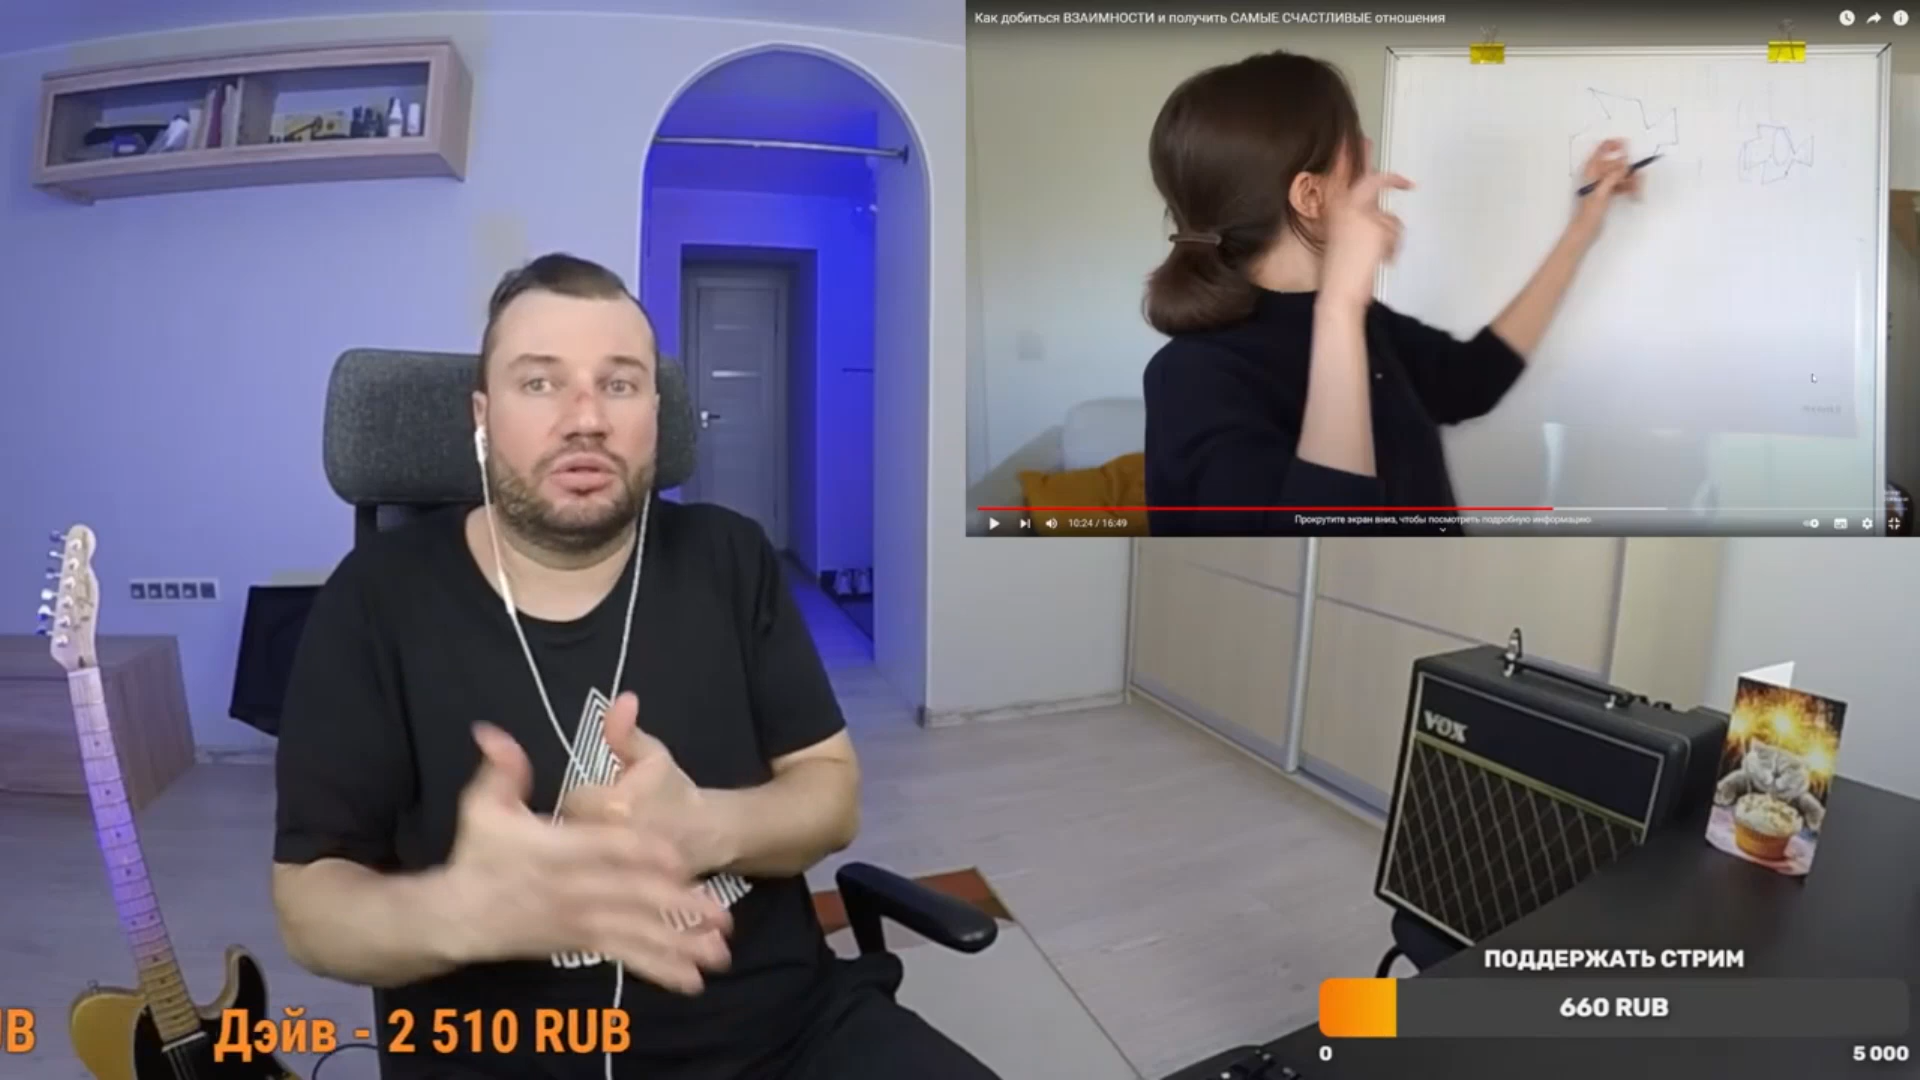 Как добиться ВЗАИМНОСТИ и получить САМЫЕ СЧАСТЛИВЫЕ отношения
10:24 / 16:49
Прокрутите экран вниз, чтобы посмотреть подробную информацию
VOX
ПОДДЕРЖАТЬ СТРИМ
660 RUB
0
5 000
UB
Дэйв - 2 510 RUB